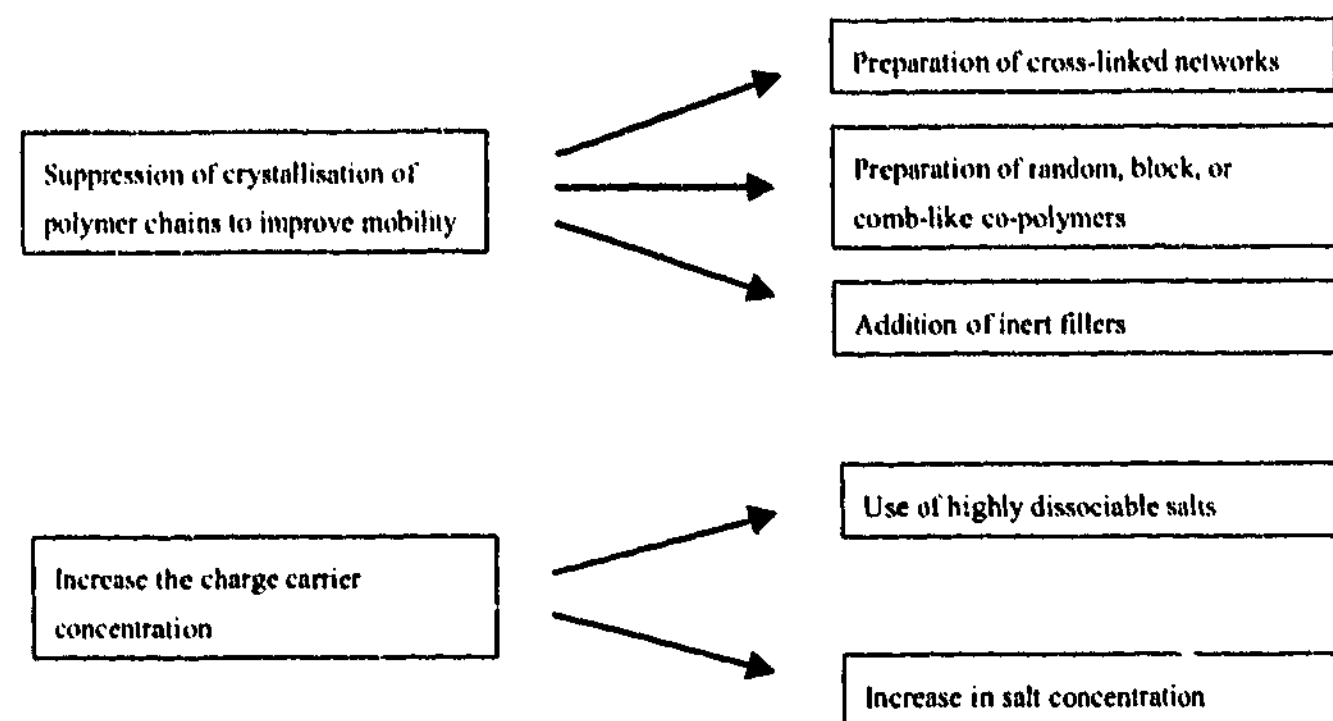 Preparation of cross-linked networks
Suppression of crystallisation of
polymer chains to improve mobility
Preparation of random, block, or
comb-like co-polymers
Addition of inert fillers
Use of highly dissociable salts
Increase the charge carrier
concentration
Increase in salt concentration